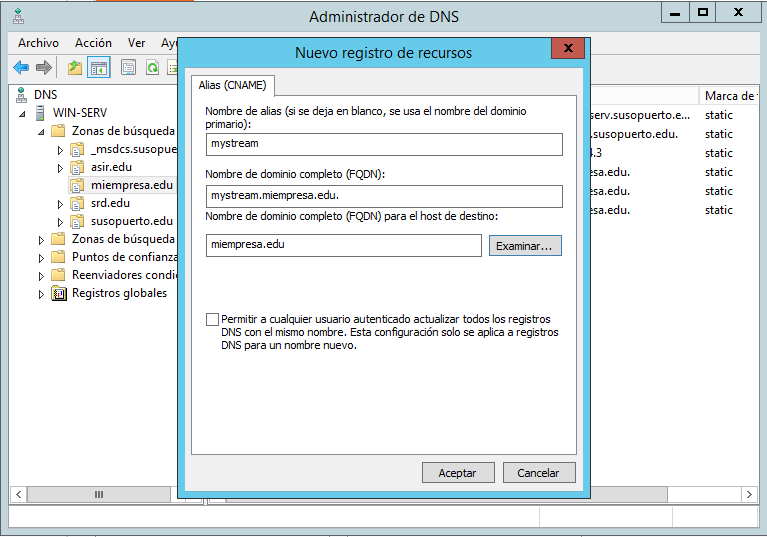 Administrador de DNS
Archivo Acción Ver Ayu
DNS
WIN-SERV
Zonas de búsqueda
_msdcs.susopue
asir.edu
miempresa.edu
srd.edu
susopuerto.edu
Zonas de búsqueda
Puntos de confianza
Reenviadores condi
Registros globales
Nuevo registro de recursos
Alias (CNAME)
Nombre de alias (si se deja en blanco, se usa el nombre del dominio
primario):
mystream
Nombre de dominio completo (FQDN):
mystream.miempresa.edu.
Nombre de dominio completo (FQDN) para el host de destino:
miempresa.edu
Examinar...
Permitir a cualquier usuario autenticado actualizar todos los registros
DNS con el mismo nombre. Esta configuración solo se aplica a registros
DNS para un nombre nuevo.
Aceptar Cancelar
Marca de
serv.susopuerto.e... static
.susopuerto.edu. static
4.3 static
esa.edu. static
esa.edu. static
esa.edu. static